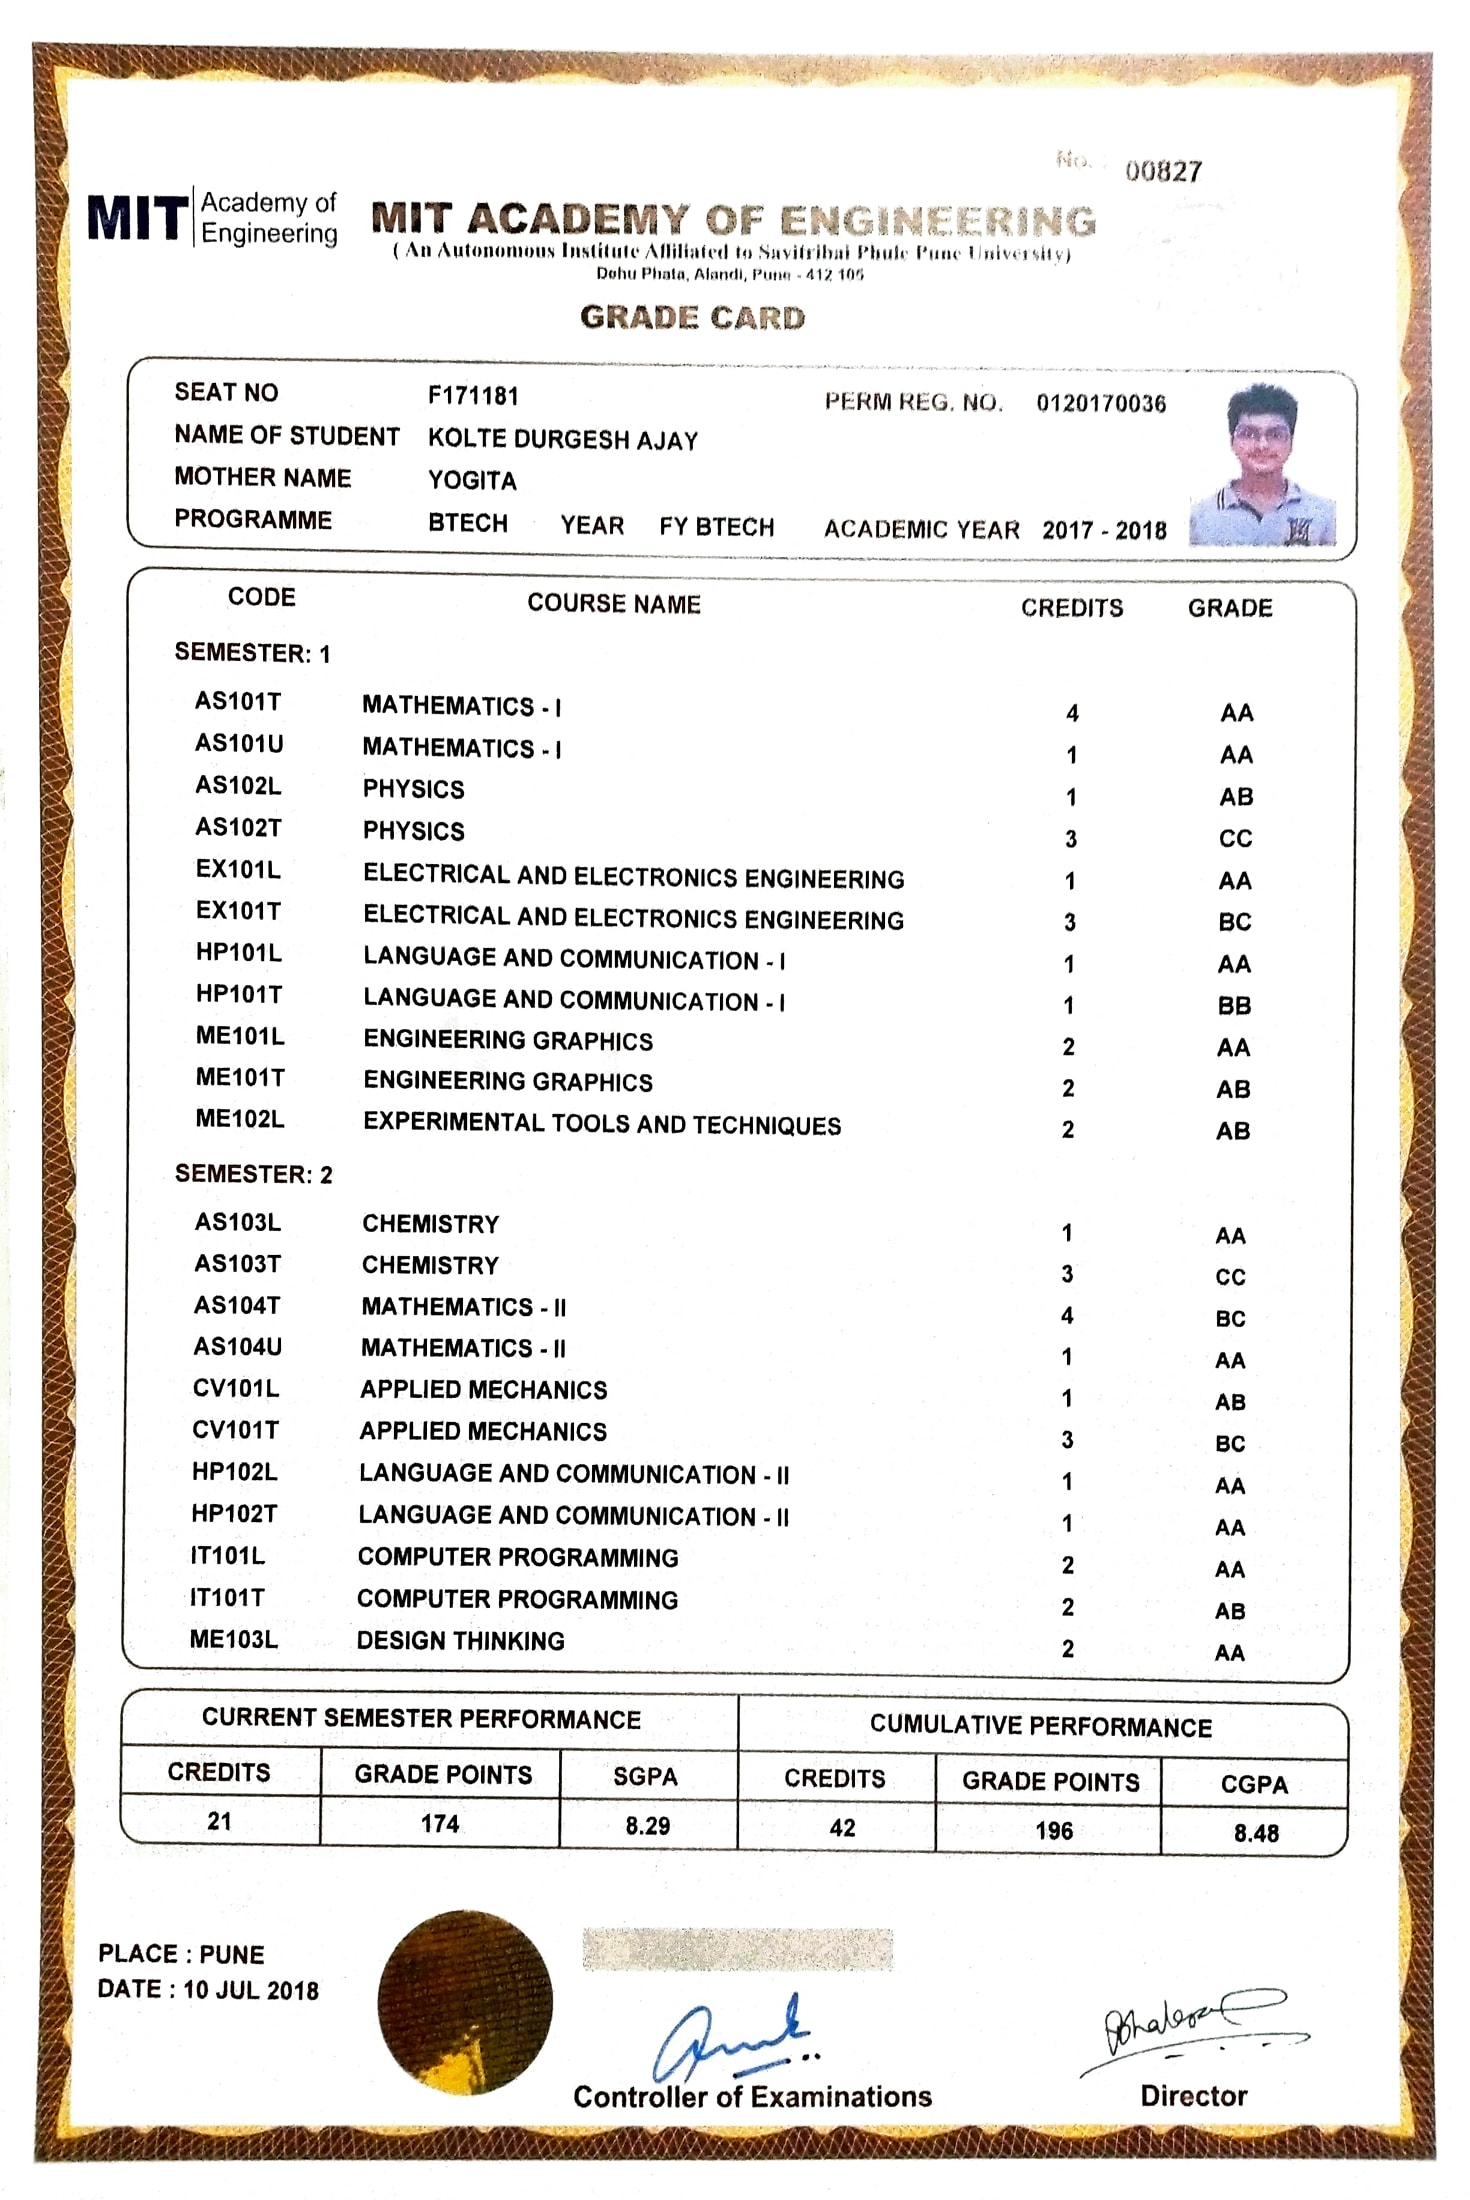 No. : 00827
MIT Academy of
Engineering
MIT ACADEMY OF ENGINEERING
( An Autonomous Institute Affiliated to Savitribai Phule Pune University)
Dehu Phata, Alandi, Pune - 412 105
GRADE CARD
SEAT NO F171181 PERM REG. NO. 0120170036
NAME OF STUDENT KOLTE DURGESH AJAY
MOTHER NAME YOGITA
PROGRAMME BTECH YEAR FY BTECH ACADEMIC YEAR 2017 - 2018
CODE COURSE NAME CREDITS GRADE
SEMESTER: 1
AS101T MATHEMATICS - I 4 AA
AS101U MATHEMATICS - I 1 AA
AS102L PHYSICS 1 AB
AS102T PHYSICS 3 CC
EX101L ELECTRICAL AND ELECTRONICS ENGINEERING 1 AA
EX101T ELECTRICAL AND ELECTRONICS ENGINEERING 3 BC
HP101L LANGUAGE AND COMMUNICATION - I 1 AA
HP101T LANGUAGE AND COMMUNICATION - I 1 BB
ME101L ENGINEERING GRAPHICS 2 AA
ME101T ENGINEERING GRAPHICS 2 AB
ME102L EXPERIMENTAL TOOLS AND TECHNIQUES 2 AB
SEMESTER: 2
AS103L CHEMISTRY 1 AA
AS103T CHEMISTRY 3 CC
AS104T MATHEMATICS - II 4 BC
AS104U MATHEMATICS - II 1 AA
CV101L APPLIED MECHANICS 1 AB
CV101T APPLIED MECHANICS 3 BC
HP102L LANGUAGE AND COMMUNICATION - II 1 AA
HP102T LANGUAGE AND COMMUNICATION - II 1 AA
IT101L COMPUTER PROGRAMMING 2 AA
IT101T COMPUTER PROGRAMMING 2 AB
ME103L DESIGN THINKING 2 AA
CURRENT SEMESTER PERFORMANCE CUMULATIVE PERFORMANCE
CREDITS GRADE POINTS SGPA CREDITS GRADE POINTS CGPA
21 174 8.29 42 196 8.48
PLACE : PUNE
DATE : 10 JUL 2018
Controller of Examinations Director